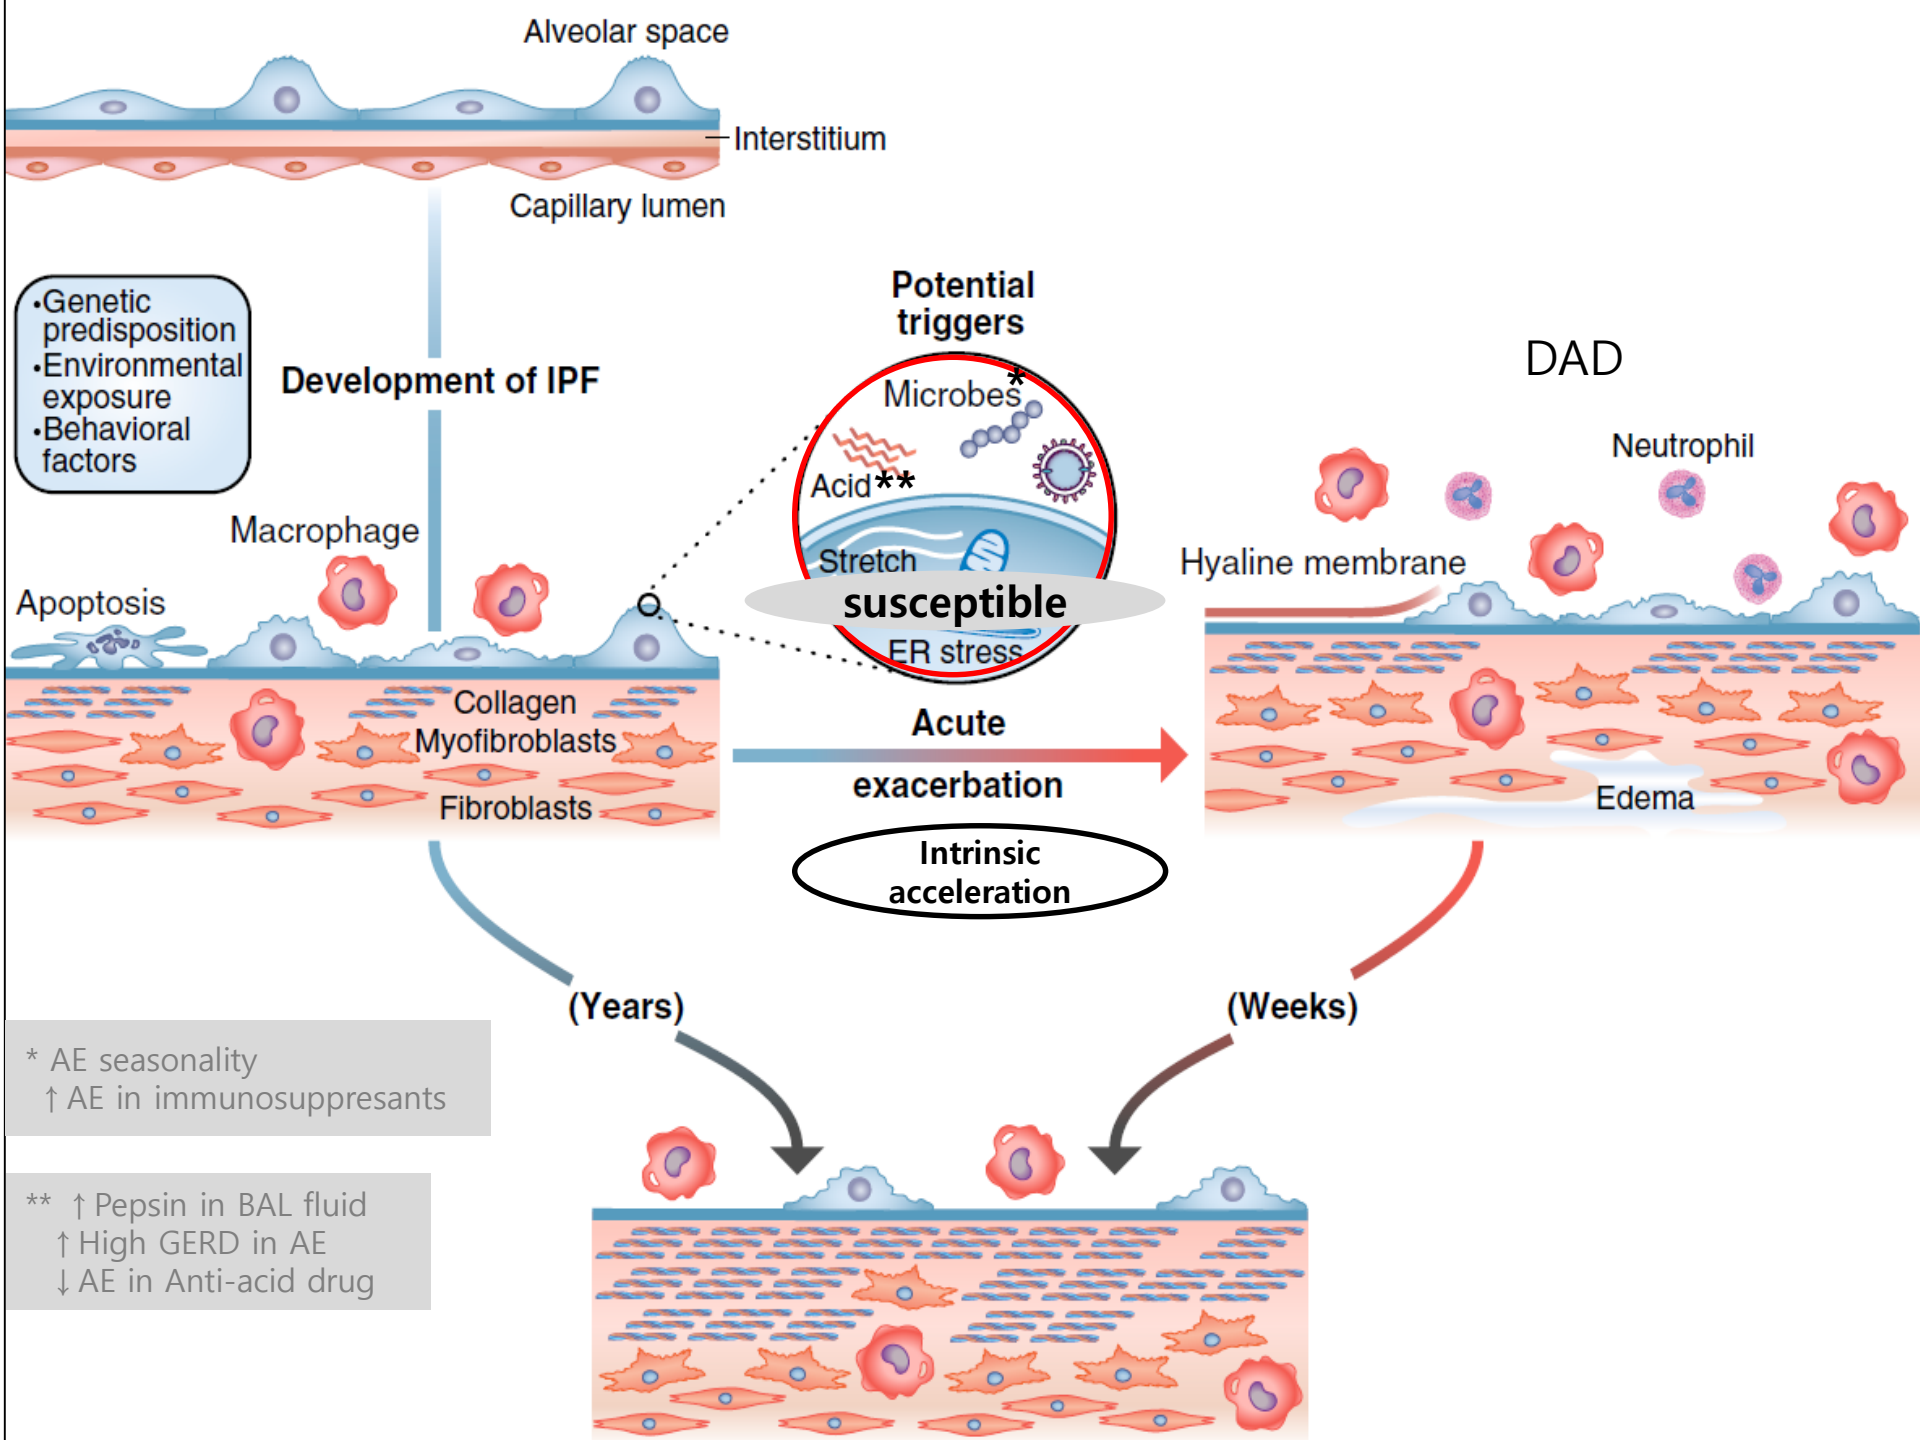 Alveolar space
Interstitium
Capillary lumen
•Genetic
predisposition
•Environmental
exposure
•Behavioral
factors
Development of IPF
Potential
triggers
Microbes*
Acid**
Stretch
susceptible
ER stress
DAD
Neutrophil
Hyaline membrane
Macrophage
Apoptosis
Collagen
Myofibroblasts
Fibroblasts
Acute
exacerbation
Intrinsic
acceleration
Edema
(Years)
(Weeks)
* AE seasonality
↑ AE in immunosuppresants
** ↑ Pepsin in BAL fluid
↑ High GERD in AE
↓ AE in Anti-acid drug